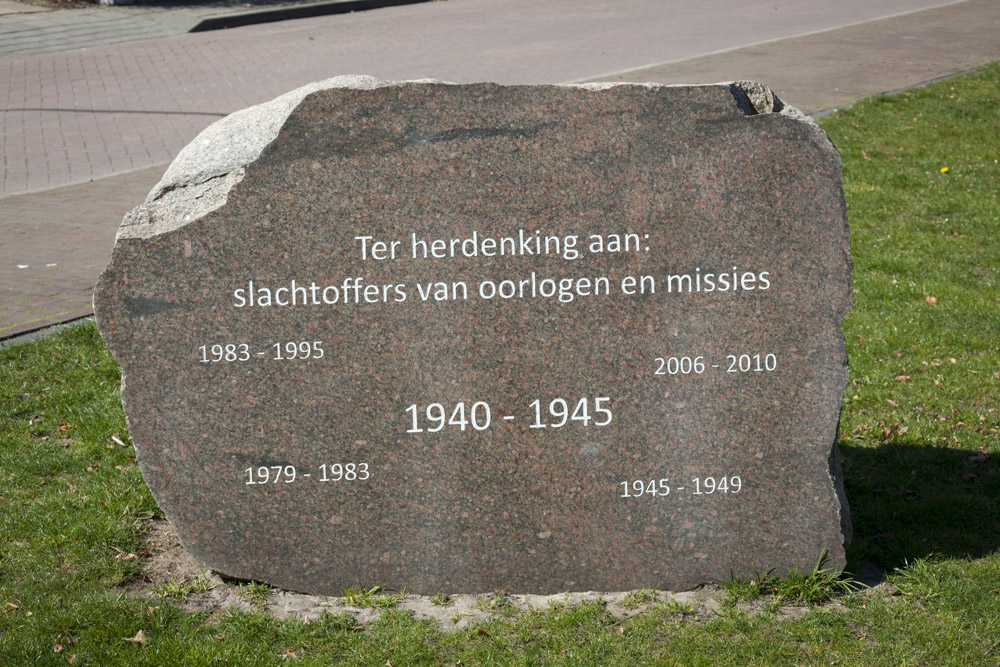 Ter herdenking aan:
slachtoffers van oorlogen en missies
1983 - 1995
2006 - 2010
1940 - 1945
1979 - 1983
1945 - 1949